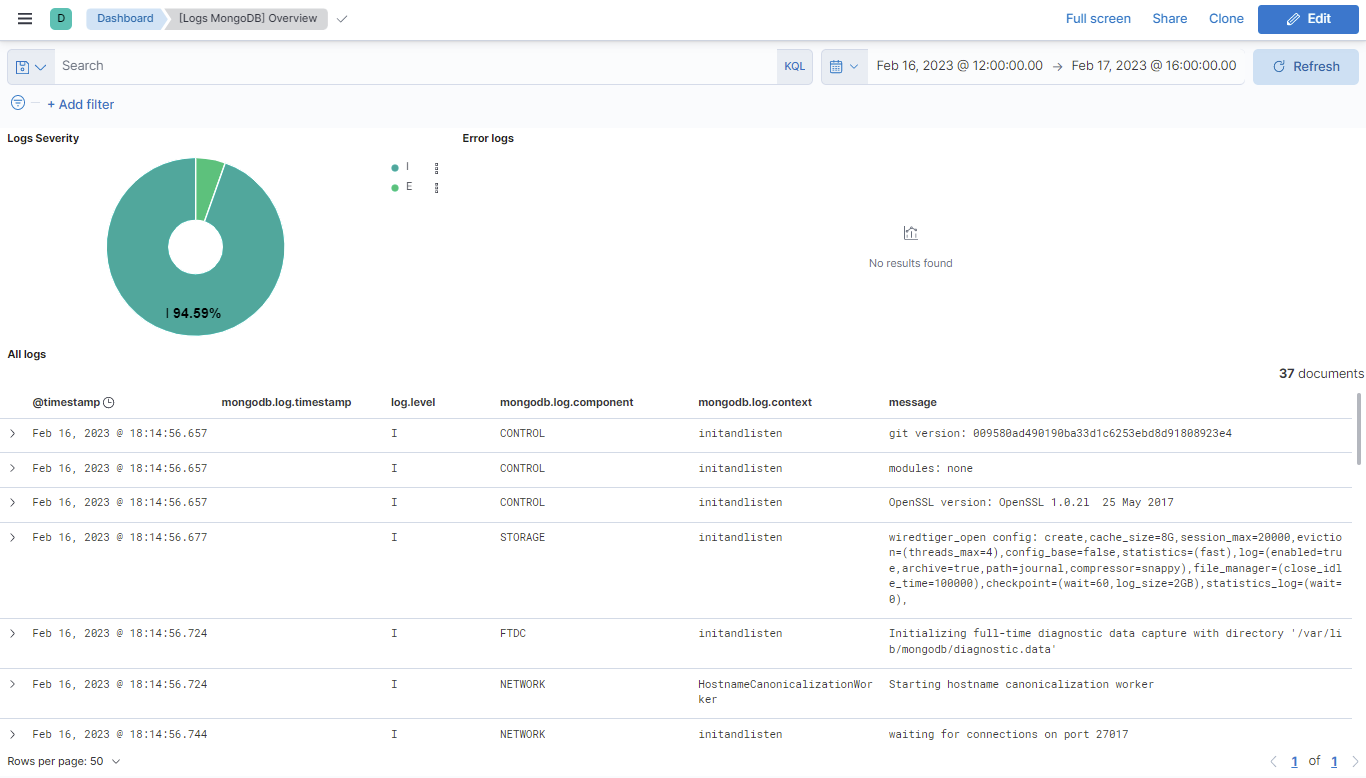 D Dashboard [Logs MongoDB] Overview Full screen Share Clone Edit
Search KQL Feb 16, 2023 @ 12:00:00.00 → Feb 17, 2023 @ 16:00:00.00 Refresh
+ Add filter
Logs Severity
I
E
I 94.59%
Error logs
No results found
All logs
37 documents
@timestamp mongodb.log.timestamp log.level mongodb.log.component mongodb.log.context message
Feb 16, 2023 @ 18:14:56.657 I CONTROL initandlisten git version: 009580ad490190ba33d1c6253ebd8d91808923e4
Feb 16, 2023 @ 18:14:56.657 I CONTROL initandlisten modules: none
Feb 16, 2023 @ 18:14:56.657 I CONTROL initandlisten OpenSSL version: OpenSSL 1.0.21 25 May 2017
Feb 16, 2023 @ 18:14:56.677 I STORAGE initandlisten wiredtiger_open config: create,cache_size=8G,session_max=20000,evictio
n=(threads_max=4),config_base=false,statistics=(fast),log=(enabled=tru
e,archive=true,path=journal,compressor=snappy),file_manager=(close_idl
e_time=100000),checkpoint=(wait=60,log_size=2GB),statistics_log=(wait=
0),
Feb 16, 2023 @ 18:14:56.724 I FTDC initandlisten Initializing full-time diagnostic data capture with directory '/var/li
b/mongodb/diagnostic.data'
Feb 16, 2023 @ 18:14:56.724 I NETWORK HostnameCanonicalizationWor Starting hostname canonicalization worker
ker
Feb 16, 2023 @ 18:14:56.744 I NETWORK initandlisten waiting for connections on port 27017
Rows per page: 50 1 of 1